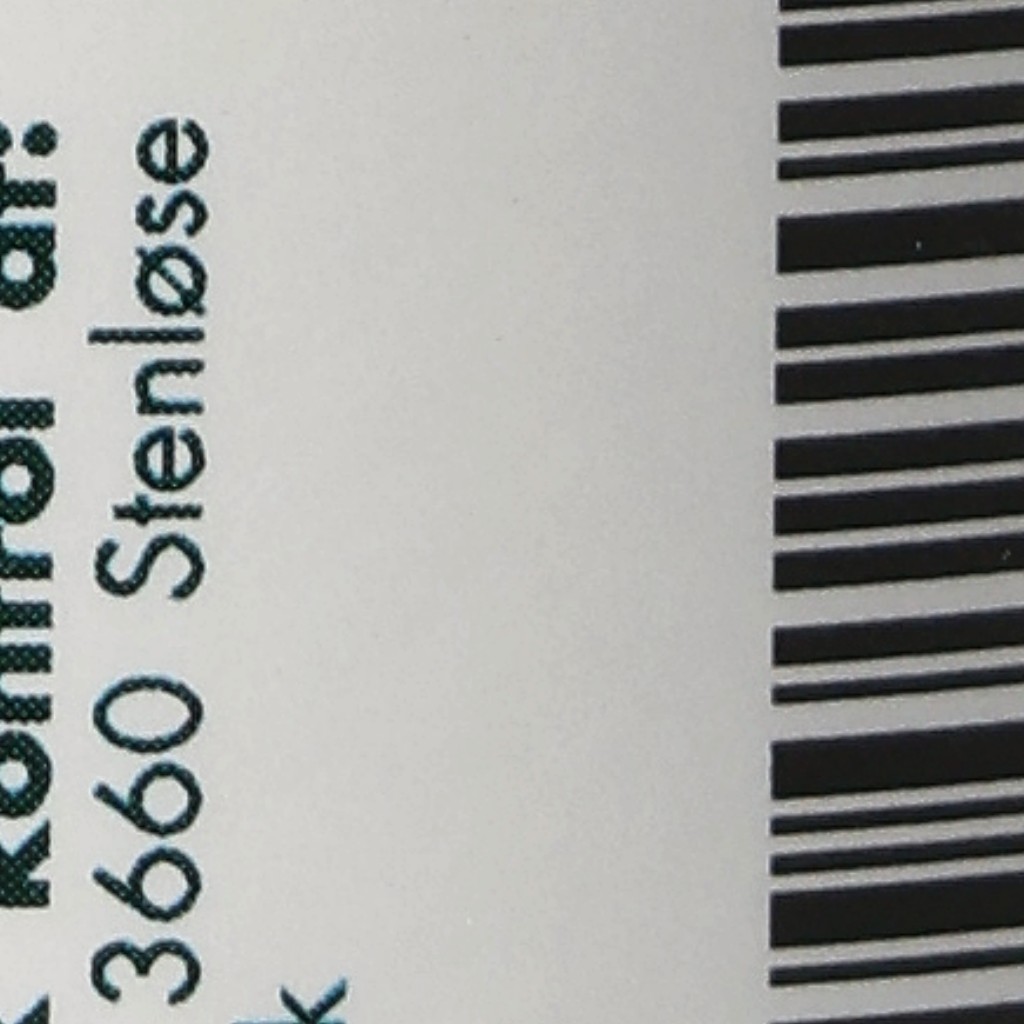 kontrol af:
3660 Stenløse
k